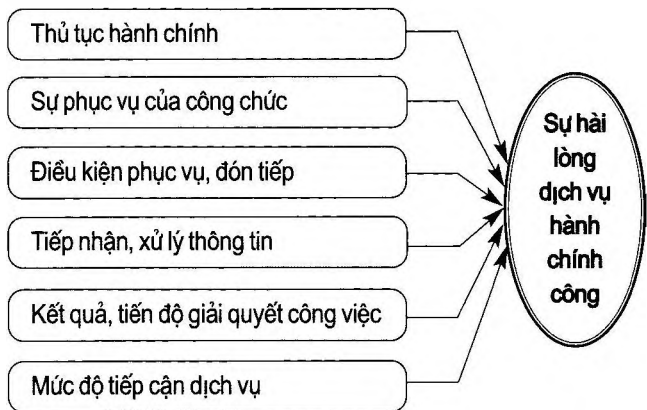 Thủ tục hành chính
Sự phục vụ của công chức
Điều kiện phục vụ, đón tiếp
Tiếp nhận, xử lý thông tin
Kết quả, tiến độ giải quyết công việc
Mức độ tiếp cận dịch vụ
Sự hài
lòng
dịch vụ
hành
chính
công